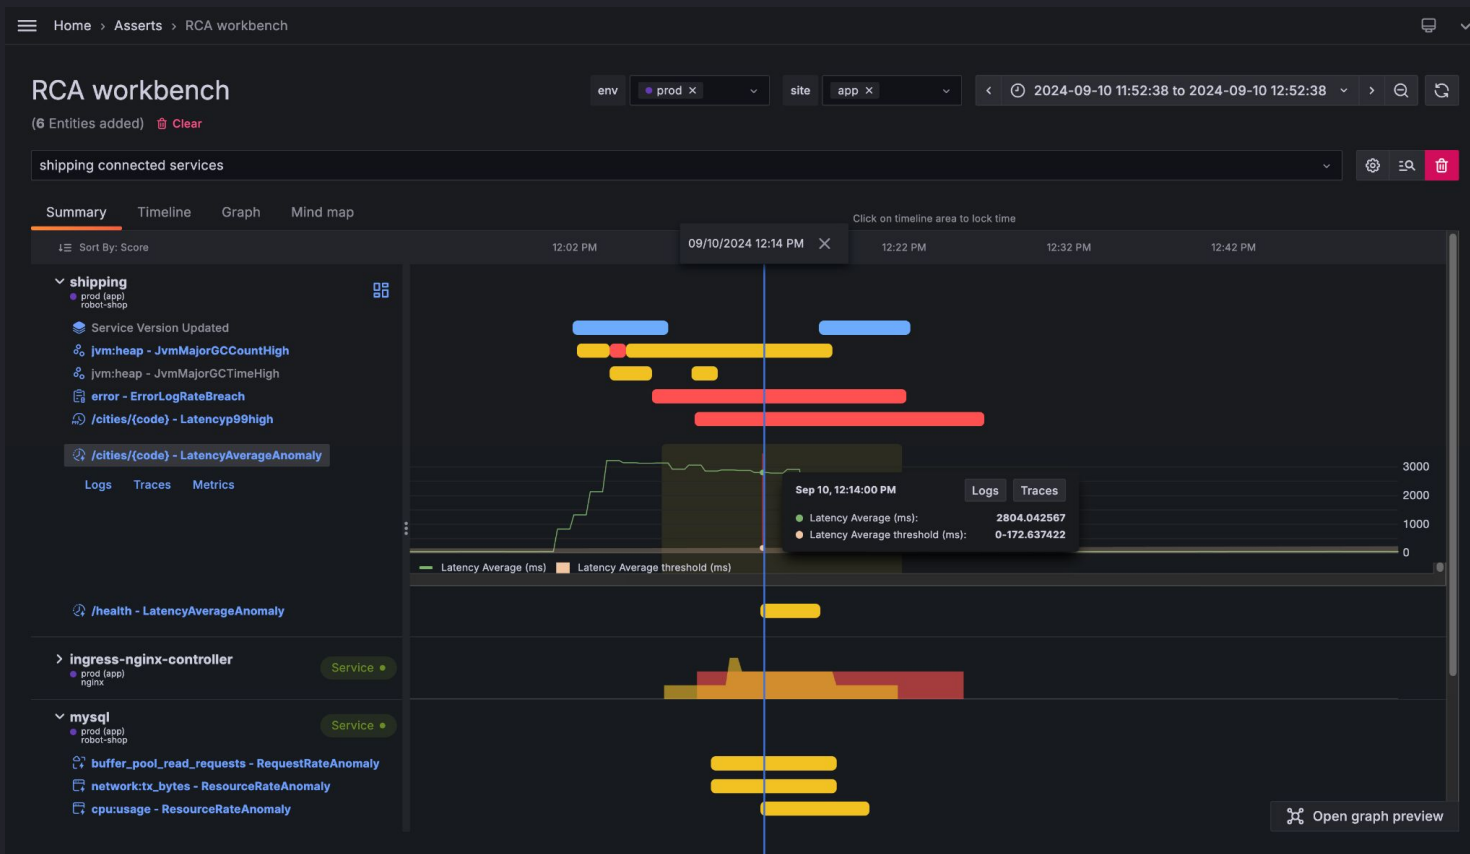 Home › Asserts › RCA workbench
RCA workbench
env prod × site app × 2024-09-10 11:52:38 to 2024-09-10 12:52:38
(6 Entities added) Clear
shipping connected services
Summary Timeline Graph Mind map
Click on timeline area to lock time
Sort By: Score 12:02 PM 09/10/2024 12:14 PM 12:22 PM 12:32 PM 12:42 PM
shipping
prod (app)
robot-shop
Service Version Updated
jvm:heap - JvmMajorGCCountHigh
jvm:heap - JvmMajorGCTimeHigh
error - ErrorLogRateBreach
/cities/{code} - Latencyp99high
/cities/{code} - LatencyAverageAnomaly
Logs Traces Metrics
3000
2000
1000
0
Sep 10, 12:14:00 PM Logs Traces
Latency Average (ms): 2804.042567
Latency Average threshold (ms): 0-172.637422
Latency Average (ms) Latency Average threshold (ms)
/health - LatencyAverageAnomaly
ingress-nginx-controller Service
prod (app)
nginx
mysql Service
prod (app)
robot-shop
buffer_pool_read_requests - RequestRateAnomaly
network:tx_bytes - ResourceRateAnomaly
cpu:usage - ResourceRateAnomaly
Open graph preview